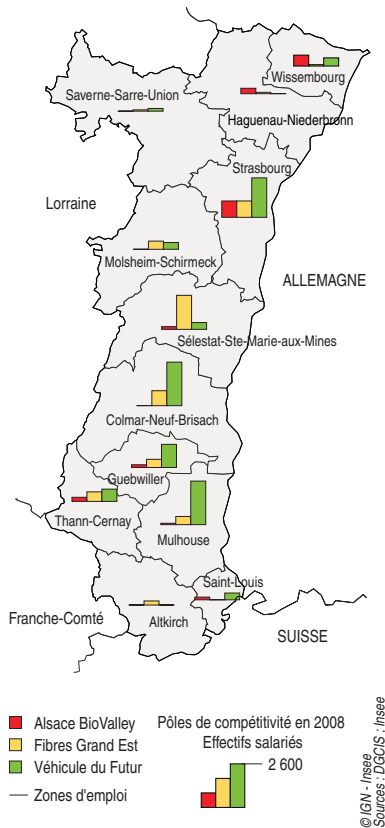 Wissembourg
Saverne-Sarre-Union
Haguenau-Niederbronn
Strasbourg
Lorraine
Molsheim-Schirmeck
ALLEMAGNE
Sélestat-Ste-Marie-aux-Mines
Colmar-Neuf-Brisach
Guebwiller
Thann-Cernay
Mulhouse
Saint-Louis
Franche-Comté
Altkirch
SUISSE
Alsace BioValley
Fibres Grand Est
Véhicule du Futur
Zones d'emploi
Pôles de compétitivité en 2008
Effectifs salariés
2 600
©IGN - Insee
Sources : DGCIS ; Insee